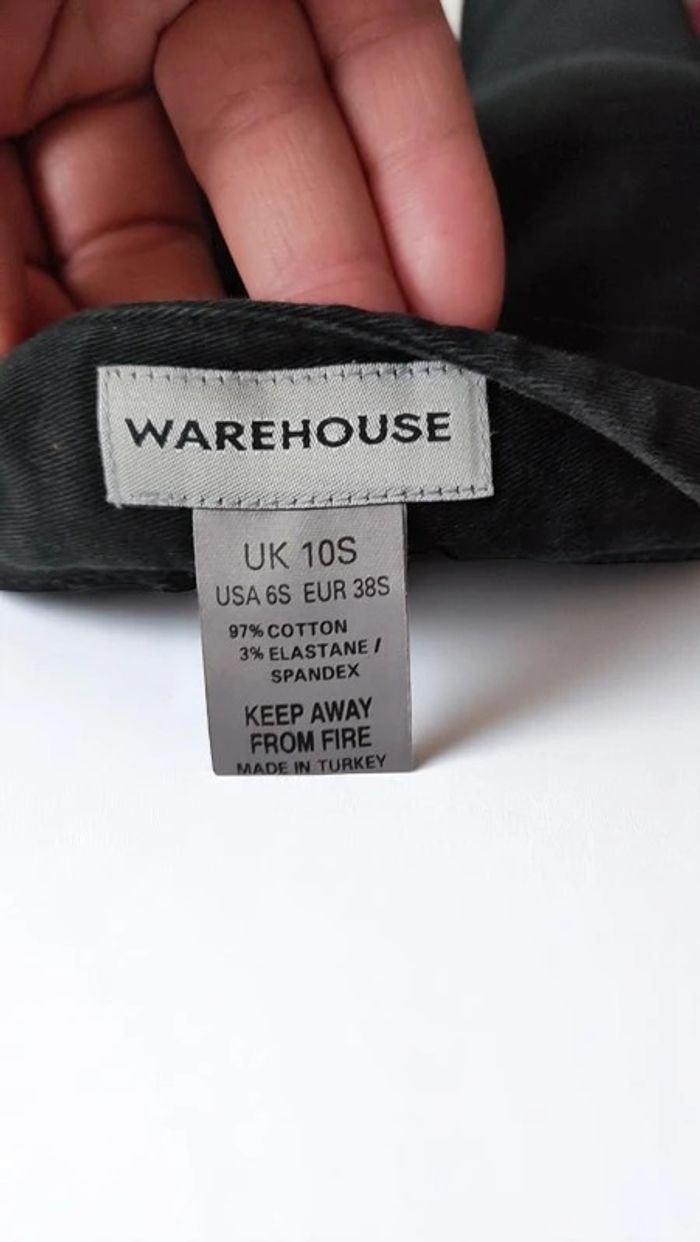 WAREHOUSE
UK 10S
USA 6S EUR 38S
97% COTTON
3% ELASTANE /
SPANDEX
KEEP AWAY
FROM FIRE
MADE IN TURKEY